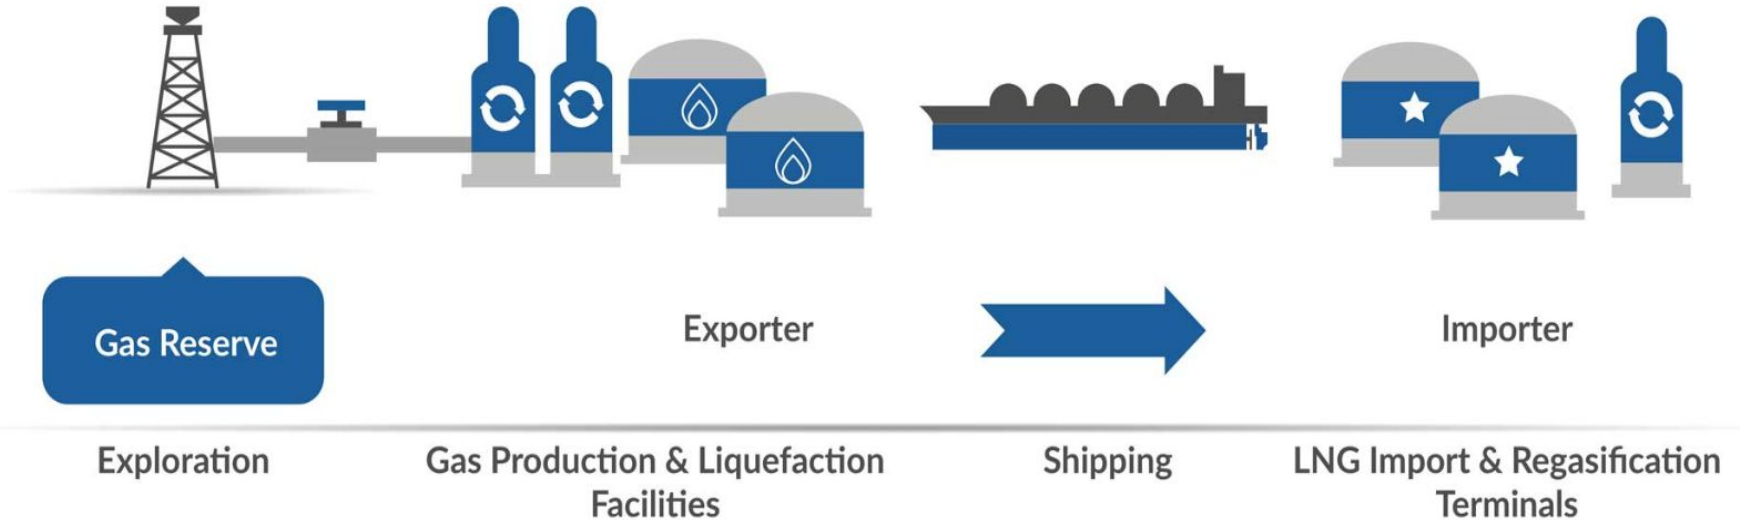 Gas Reserve
Exporter
Importer
Exploration
Gas Production & Liquefaction
Facilities
Shipping
LNG Import & Regasification
Terminals